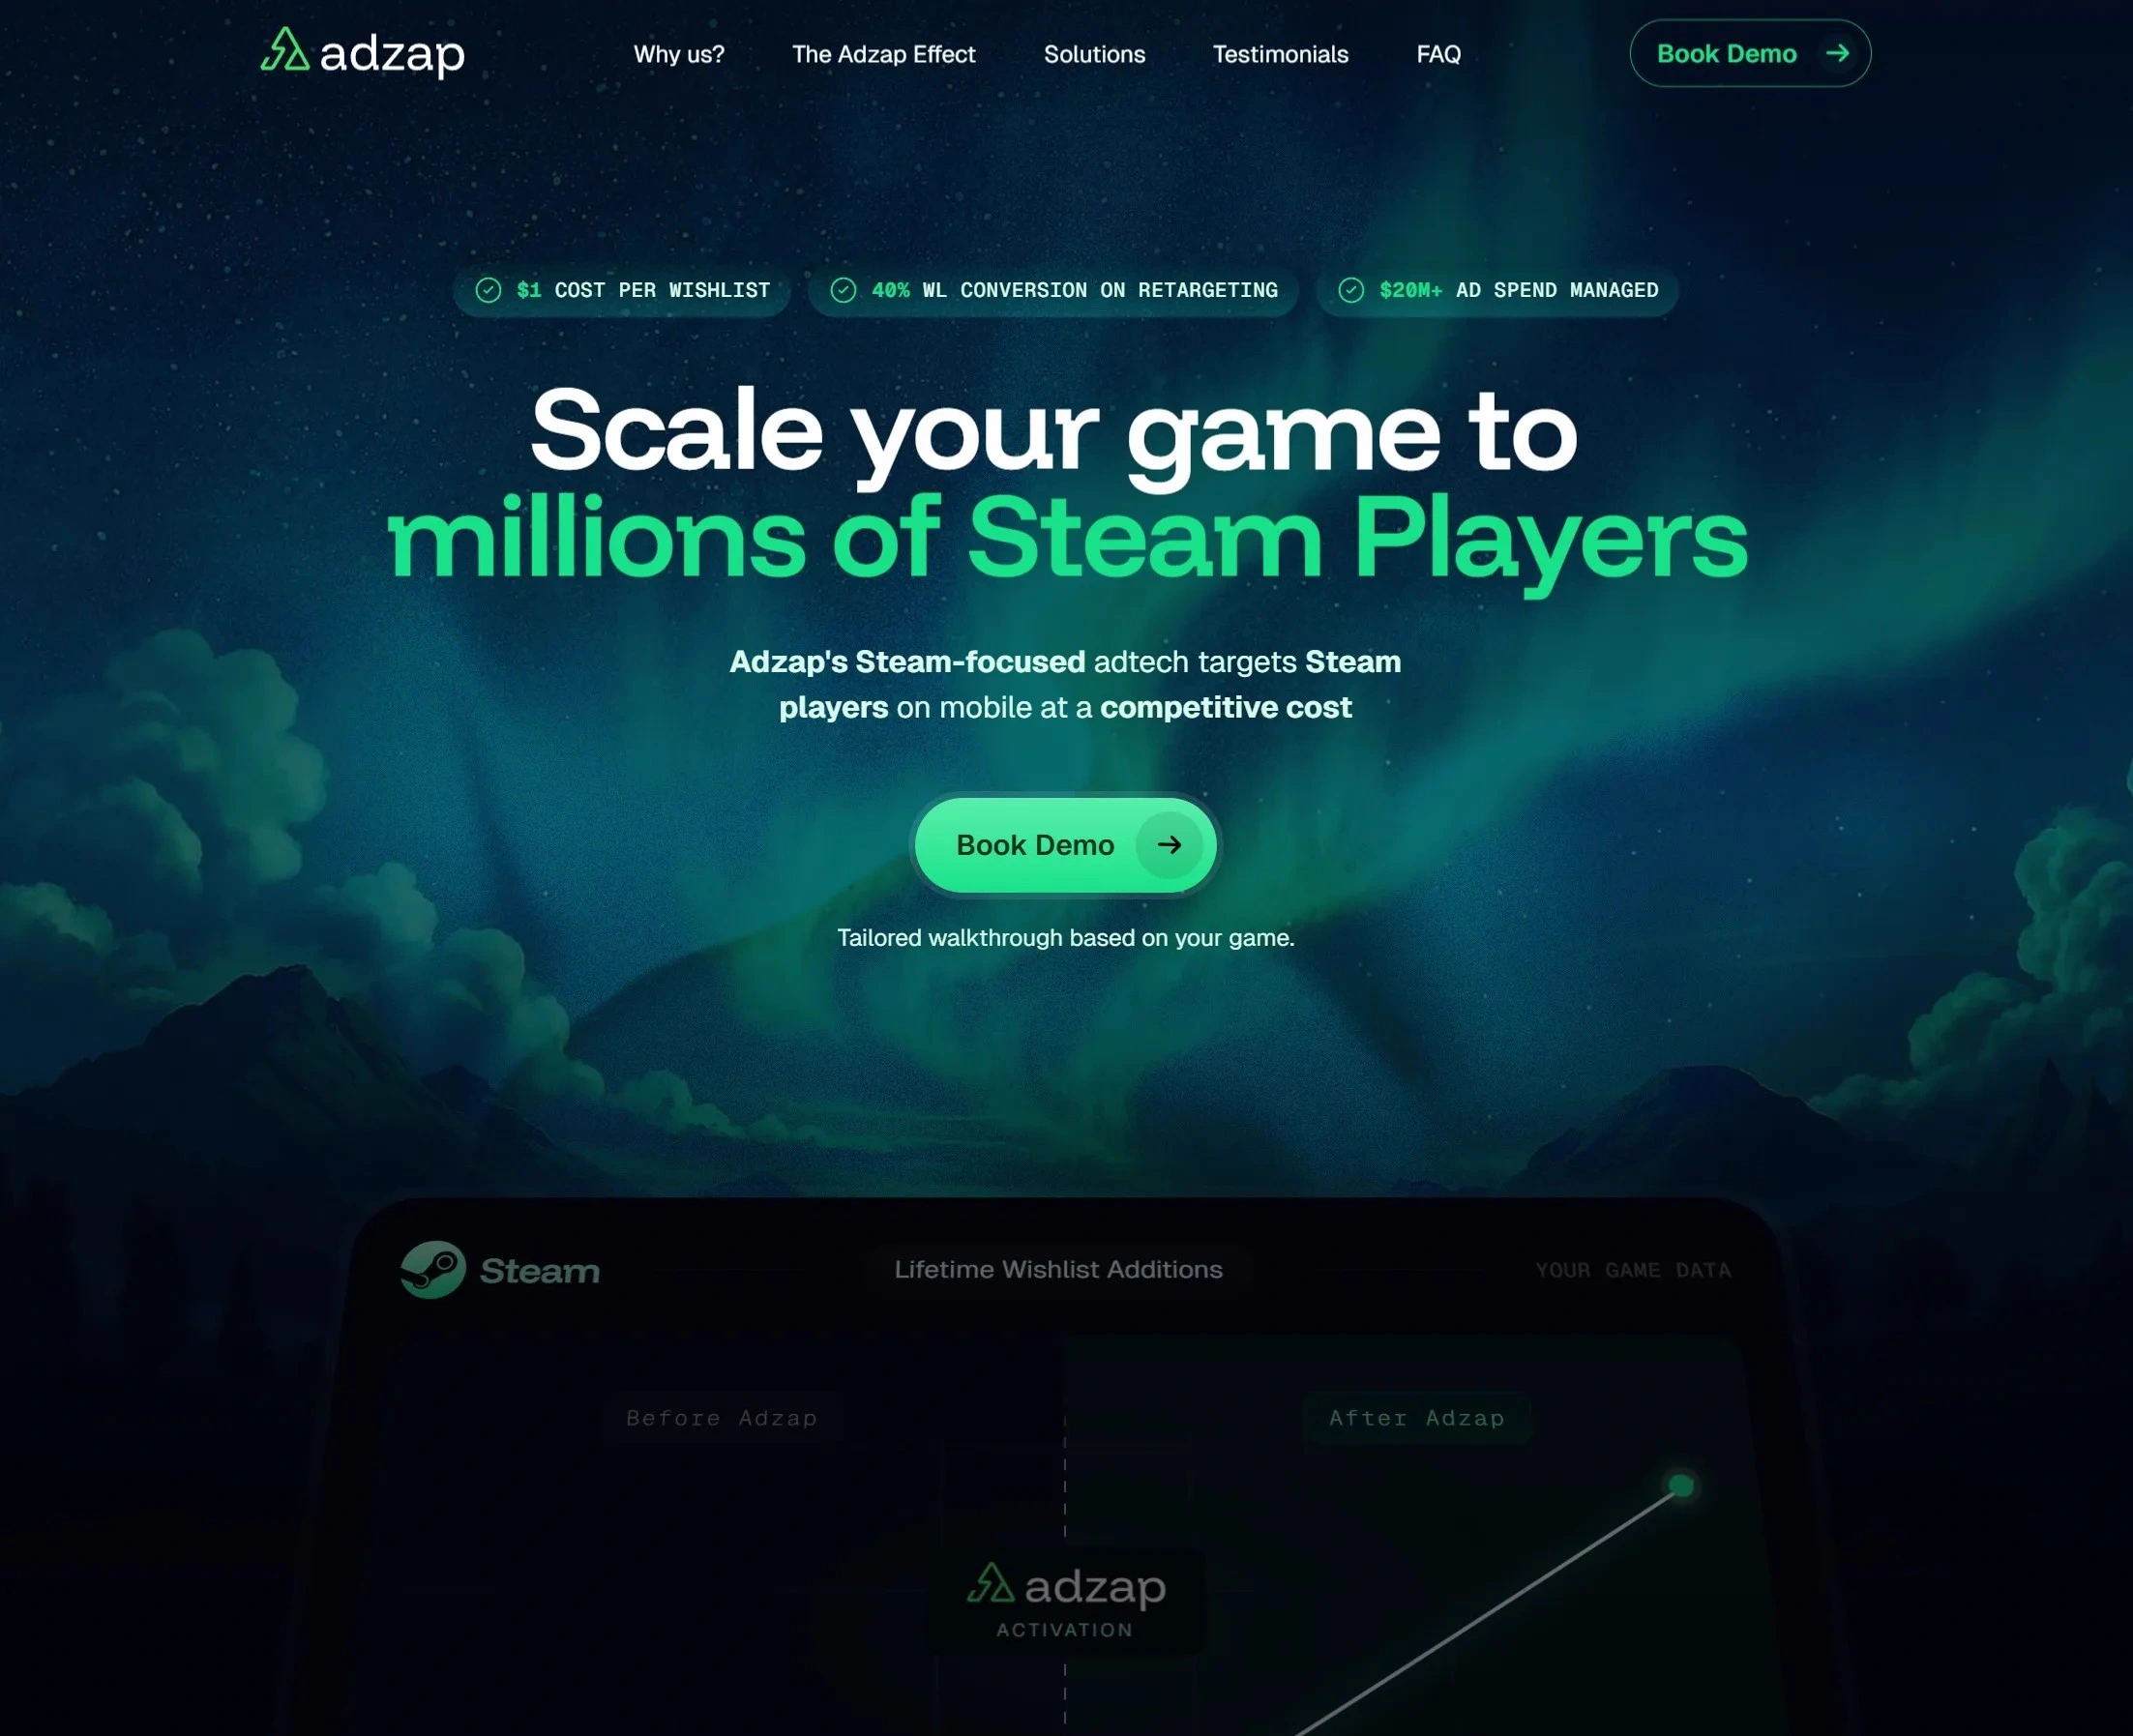 adzap
Why us?
The Adzap Effect
Solutions
Testimonials
FAQ
Book Demo
$1 COST PER WISHLIST
40% WL CONVERSION ON RETARGETING
$20M+ AD SPEND MANAGED
Scale your game to
millions of Steam Players
Adzap's Steam-focused adtech targets Steam
players on mobile at a competitive cost
Book Demo
Tailored walkthrough based on your game.
Steam
Lifetime Wishlist Additions
YOUR GAME DATA
Before Adzap
After Adzap
adzap
ACTIVATION